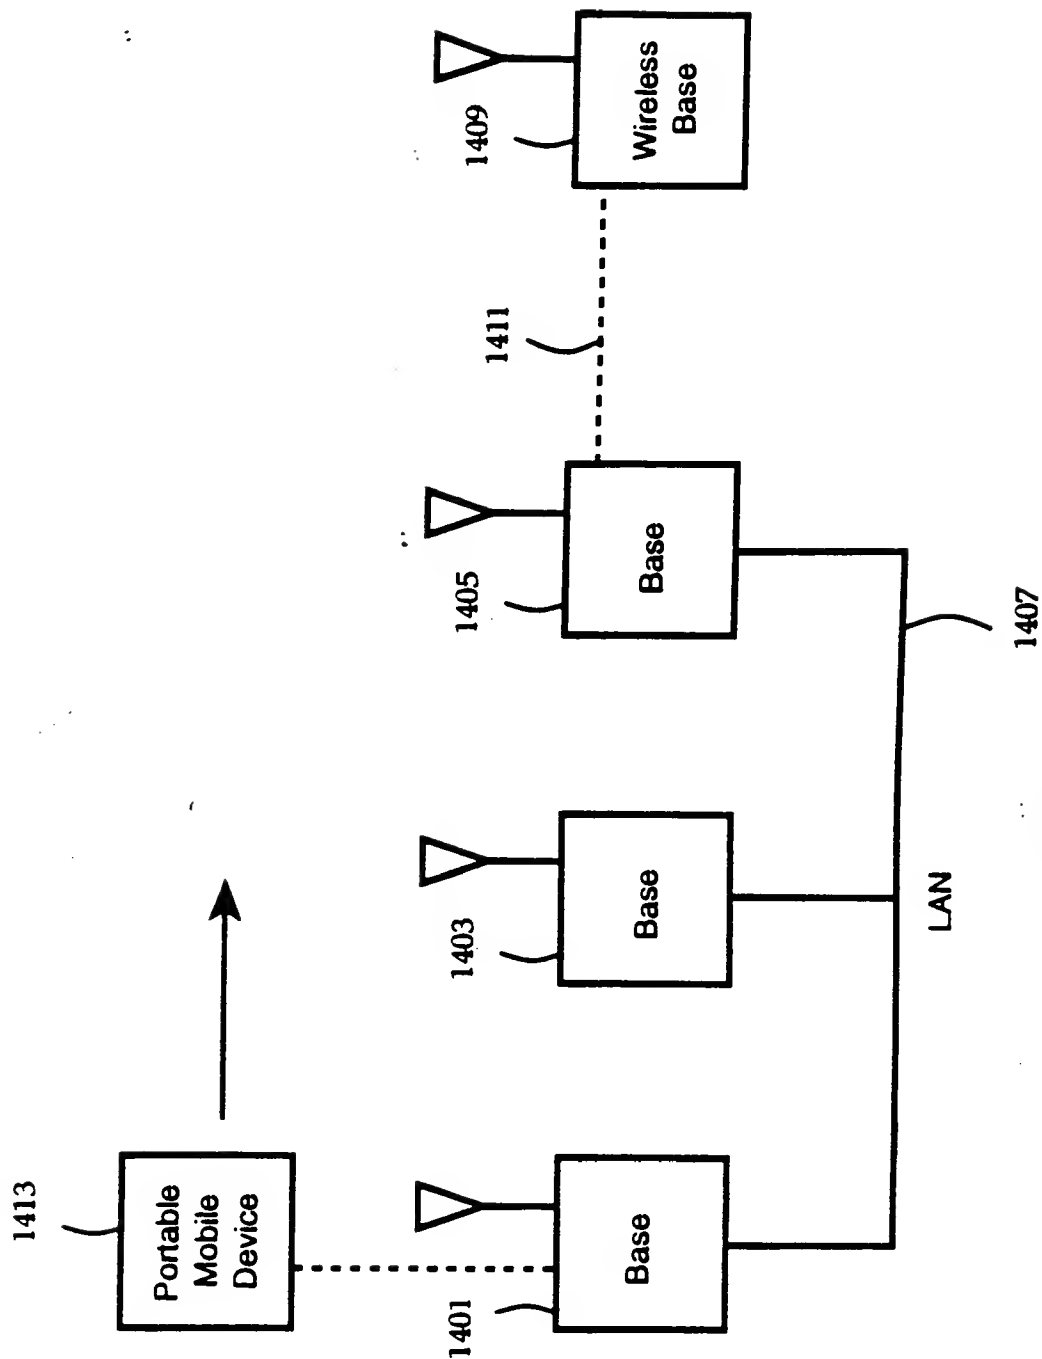 1413
Portable
Mobile
Device
1401
Base
1403
Base
1405
Base
1411
1409
Wireless
Base
LAN
1407